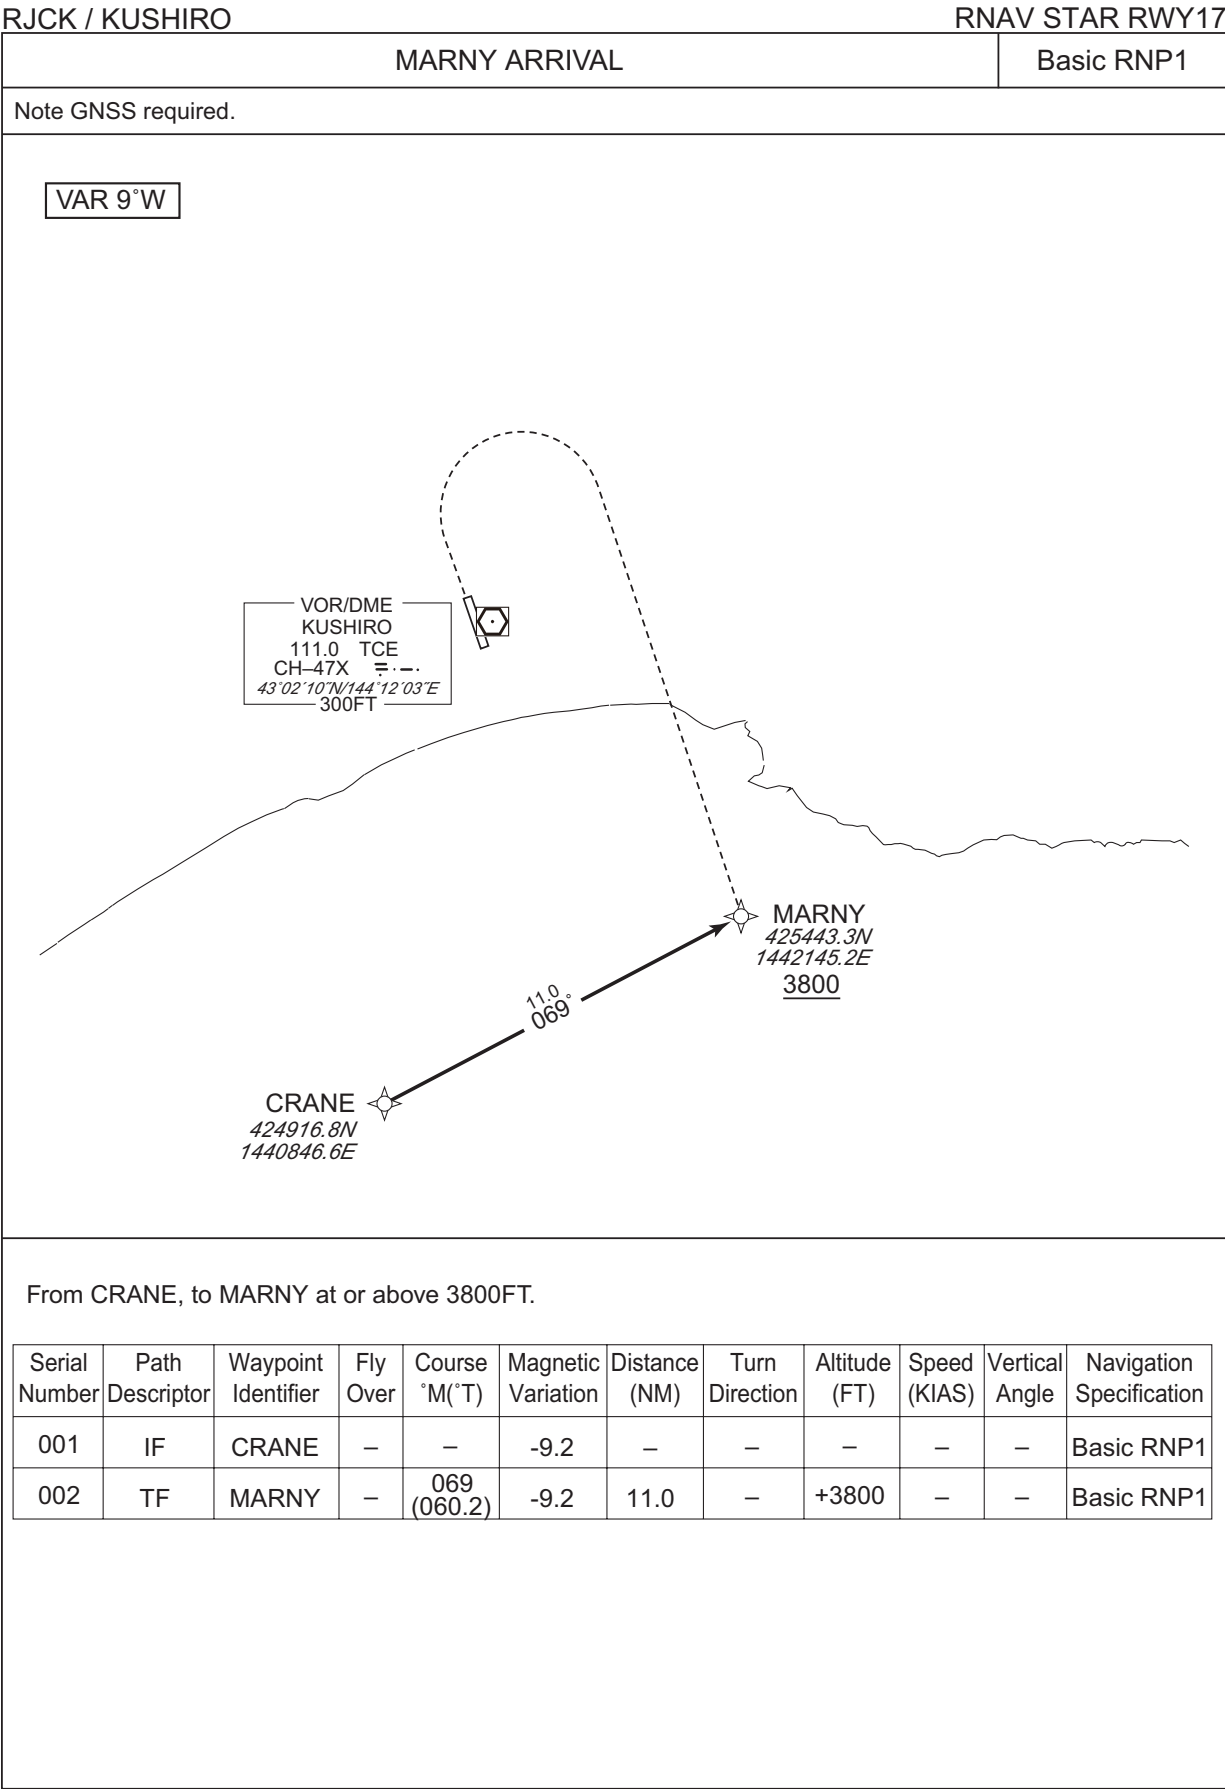 RJCK / KUSHIRO
RNAV STAR RWY17
MARNY ARRIVAL
Basic RNP1
Note GNSS required.
VAR 9˚W
VOR/DME
KUSHIRO
111.0 TCE
CH–47X
43˚02´10˝N/144˚12´03˝E
300FT
MARNY
425443.3N
1442145.2E
3800
11.0
069˚
CRANE
424916.8N
1440846.6E
From CRANE, to MARNY at or above 3800FT.
Serial Number Path Descriptor Waypoint Identifier Fly Over Course ˚M(˚T) Magnetic Variation Distance (NM) Turn Direction Altitude (FT) Speed (KIAS) Vertical Angle Navigation Specification
001 IF CRANE – – -9.2 – – – – – Basic RNP1
002 TF MARNY – 069 (060.2) -9.2 11.0 – +3800 – – Basic RNP1